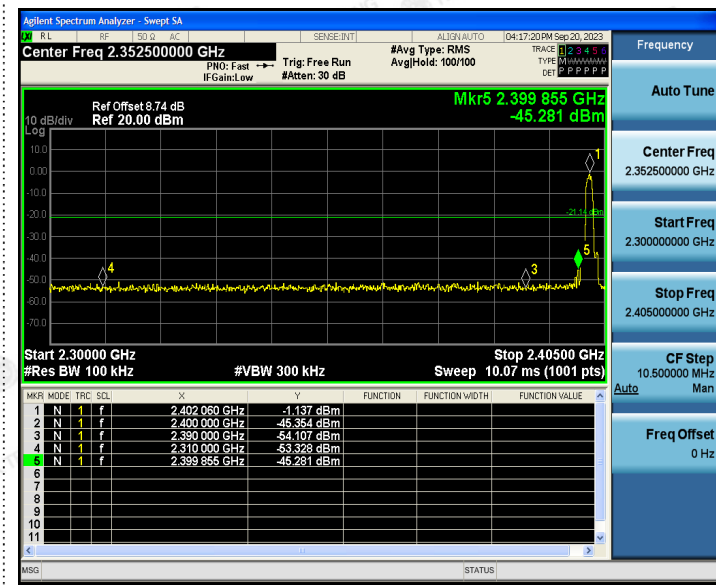 Agilent Spectrum Analyzer - Swept SA
RL RF 50 Ω AC SENSE:INT ALIGN AUTO 04:17:20 PM Sep 20, 2023
Center Freq 2.352500000 GHz
PNO: Fast
IFGain:Low
Trig: Free Run
#Atten: 30 dB
#Avg Type: RMS
Avg|Hold: 100/100
TRACE 1 2 3 4 5 6
TYPE M
DET P P P P P P
Mkr5 2.399 855 GHz
-45.281 dBm
Ref Offset 8.74 dB
10 dB/div Ref 20.00 dBm
Log
10.0
0.00
-10.0
-20.0
-30.0
-40.0
-50.0
-60.0
-70.0
1
-21.14 dBm
5
4
3
Start 2.30000 GHz Stop 2.40500 GHz
#Res BW 100 kHz #VBW 300 kHz Sweep 10.07 ms (1001 pts)
MKR MODE TRC SCL X Y FUNCTION FUNCTION WIDTH FUNCTION VALUE
1 N 1 f 2.402 060 GHz -1.137 dBm
2 N 1 f 2.400 000 GHz -45.354 dBm
3 N 1 f 2.390 000 GHz -54.107 dBm
4 N 1 f 2.310 000 GHz -53.328 dBm
5 N 1 f 2.399 855 GHz -45.281 dBm
6
7
8
9
10
11
MSG STATUS
Frequency
Auto Tune
Center Freq
2.352500000 GHz
Start Freq
2.300000000 GHz
Stop Freq
2.405000000 GHz
CF Step
10.500000 MHz
Auto Man
Freq Offset
0 Hz